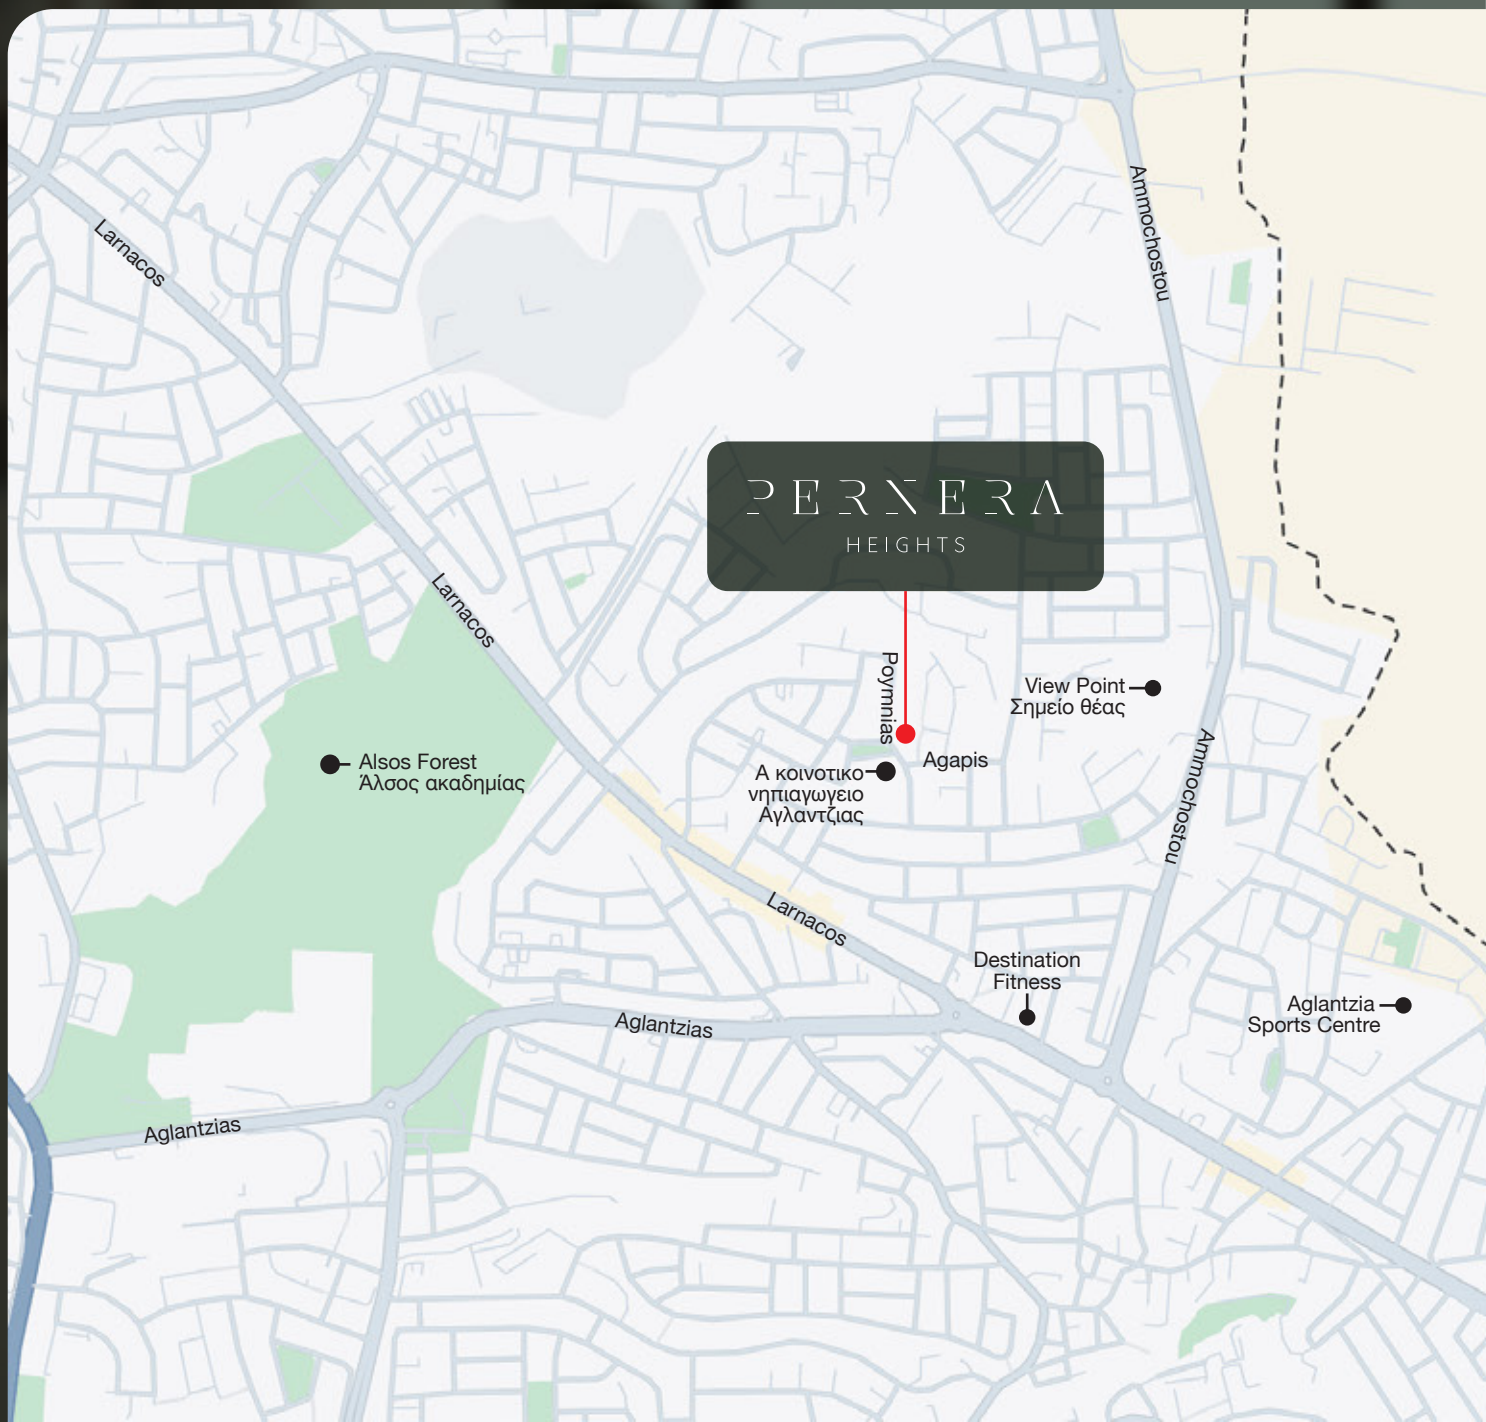 Larnacos
Ammochostou
PERNERA
HEIGHTS
Larnacos
Poymnias
View Point
Σημείο θέας
Ammochostou
Alsos Forest
Άλσος ακαδημίας
Agapis
Α κοινοτικο
νηπιαγωγειο
Αγλαντζιας
Larnacos
Destination
Fitness
Aglantzia
Sports Centre
Aglantzias
Aglantzias